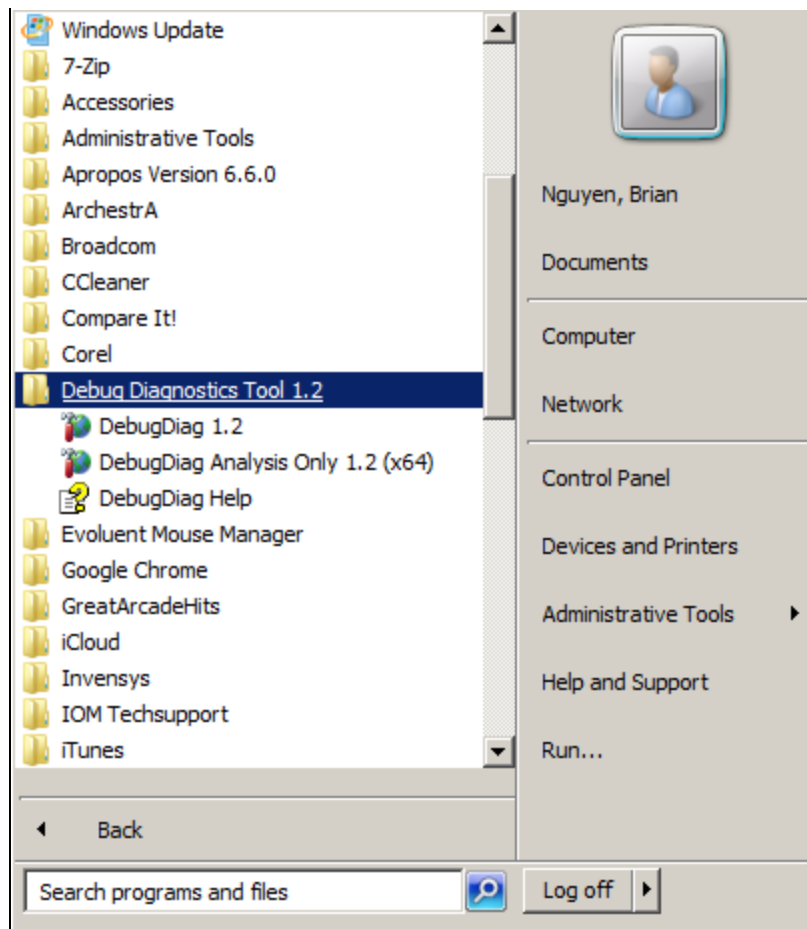 Windows Update
7-Zip
Accessories
Administrative Tools
Apropos Version 6.6.0
ArchestrA
Broadcom
CCleaner
Compare It!
Corel
Debug Diagnostics Tool 1.2
DebugDiag 1.2
DebugDiag Analysis Only 1.2 (x64)
DebugDiag Help
Evoluent Mouse Manager
Google Chrome
GreatArcadeHits
iCloud
Invensys
IOM Techsupport
iTunes
Back
Search programs and files
Nguyen, Brian
Documents
Computer
Network
Control Panel
Devices and Printers
Administrative Tools
Help and Support
Run...
Log off